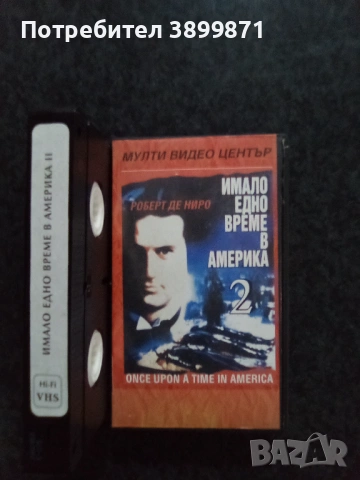 Потребител 3899871
ИМАЛО ЕДНО ВРЕМЕ В АМЕРИКА II
HI-FI
VHS
МУЛТИ ВИДЕО ЦЕНТЪР
РОБЕРТ ДЕ НИРО
ИМАЛО
ЕДНО
ВРЕМЕ
В
АМЕРИКА
2
ONCE UPON A TIME IN AMERICA
BAZAR